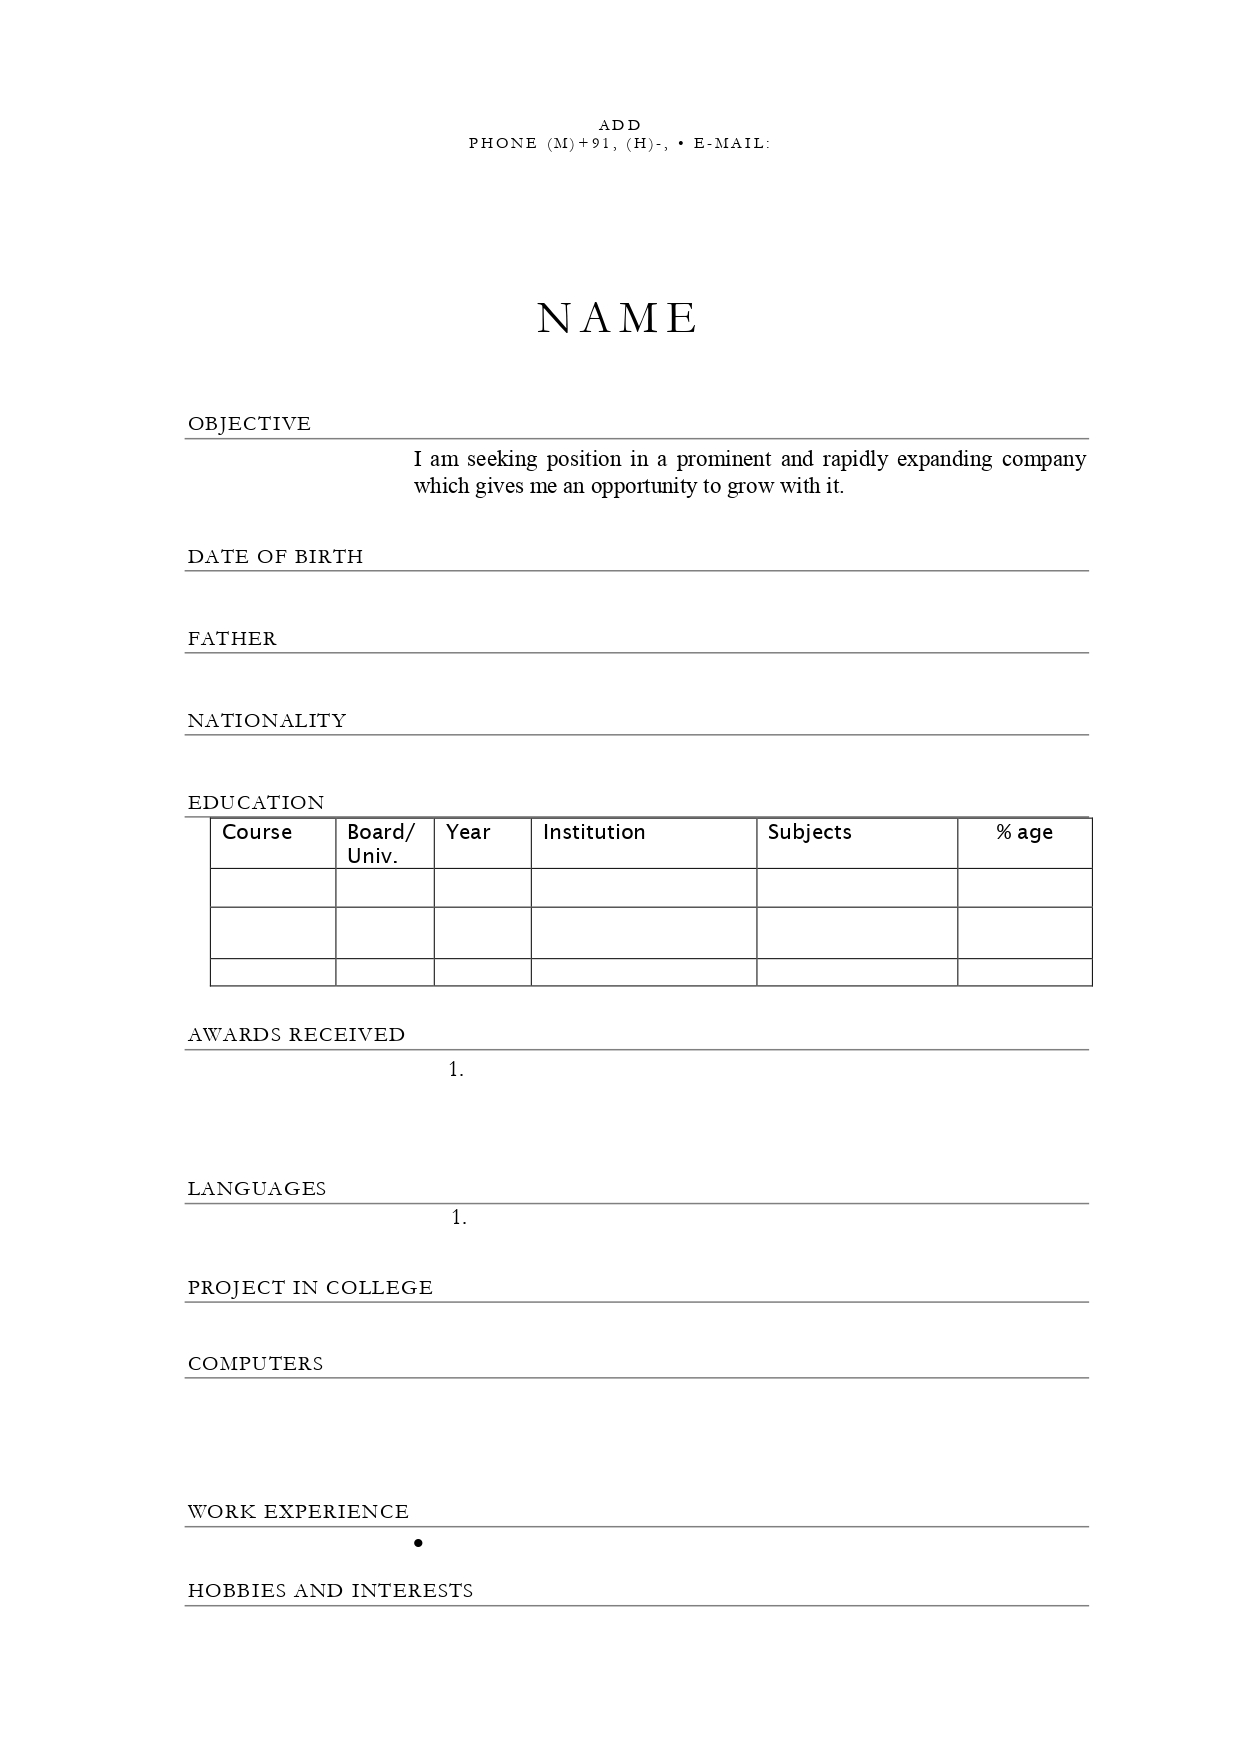 ADD
PHONE (M)+91, (H)-, • E-MAIL:
NAME
OBJECTIVE
I am seeking position in a prominent and rapidly expanding company
which gives me an opportunity to grow with it.
DATE OF BIRTH
FATHER
NATIONALITY
EDUCATION
Course Board/ Year Institution Subjects % age
Univ.
AWARDS RECEIVED
1.
LANGUAGES
1.
PROJECT IN COLLEGE
COMPUTERS
WORK EXPERIENCE
•
HOBBIES AND INTERESTS